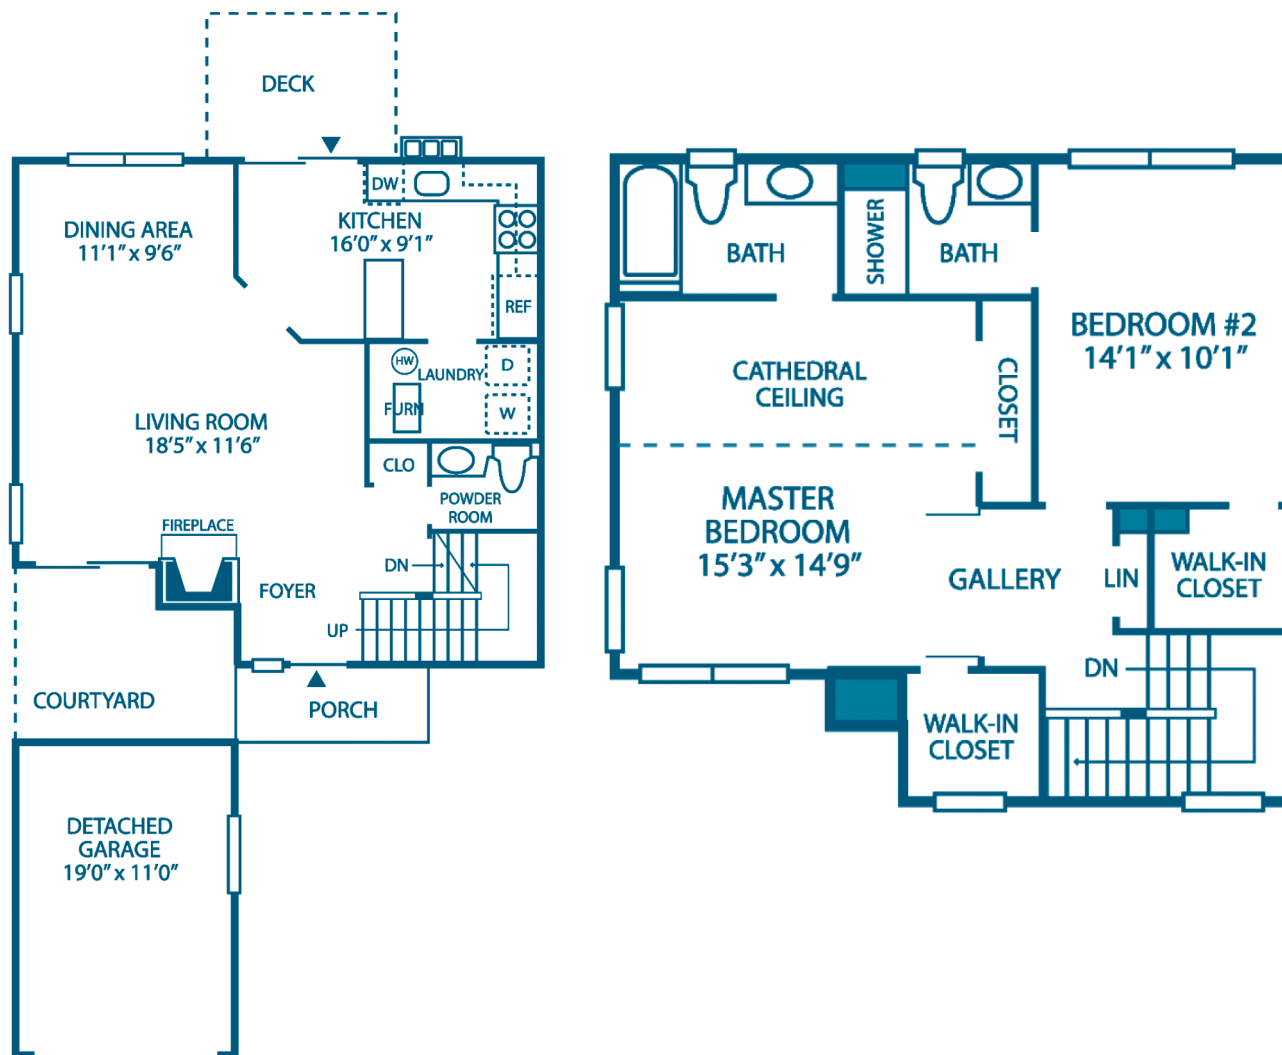 DECK
DW
KITCHEN
16'0" x 9'1"
DINING AREA
11'1" x 9'6"
REF
HW
LAUNDRY
D
FURN
W
LIVING ROOM
18'5" x 11'6"
CLO
POWDER
ROOM
FIREPLACE
DN
FOYER
UP
COURTYARD
PORCH
DETACHED
GARAGE
19'0" x 11'0"
BATH
SHOWER
BATH
BEDROOM #2
14'1" x 10'1"
CATHEDRAL
CEILING
CLOSET
MASTER
BEDROOM
15'3" x 14'9"
GALLERY
LIN
WALK-IN
CLOSET
DN
WALK-IN
CLOSET